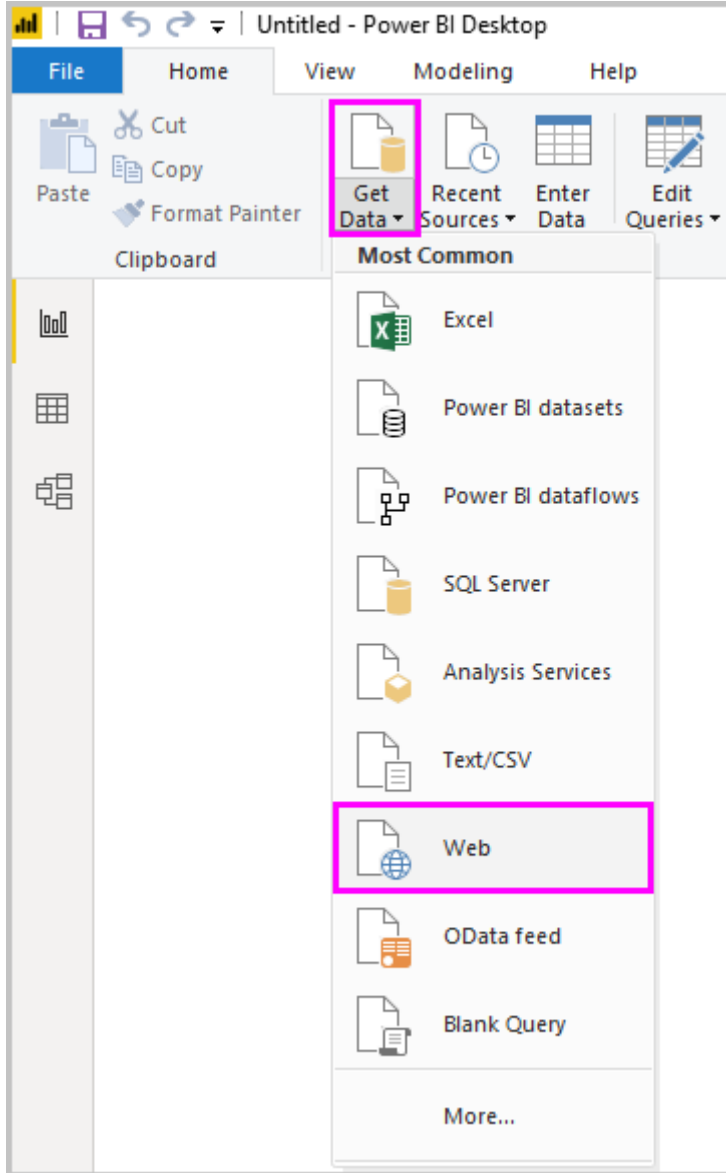 Untitled - Power BI Desktop
File Home View Modeling Help
Paste
Cut
Copy
Format Painter
Clipboard
Get
Data
Recent
Sources
Enter
Data
Edit
Queries
Most Common
Excel
Power BI datasets
Power BI dataflows
SQL Server
Analysis Services
Text/CSV
Web
OData feed
Blank Query
More...